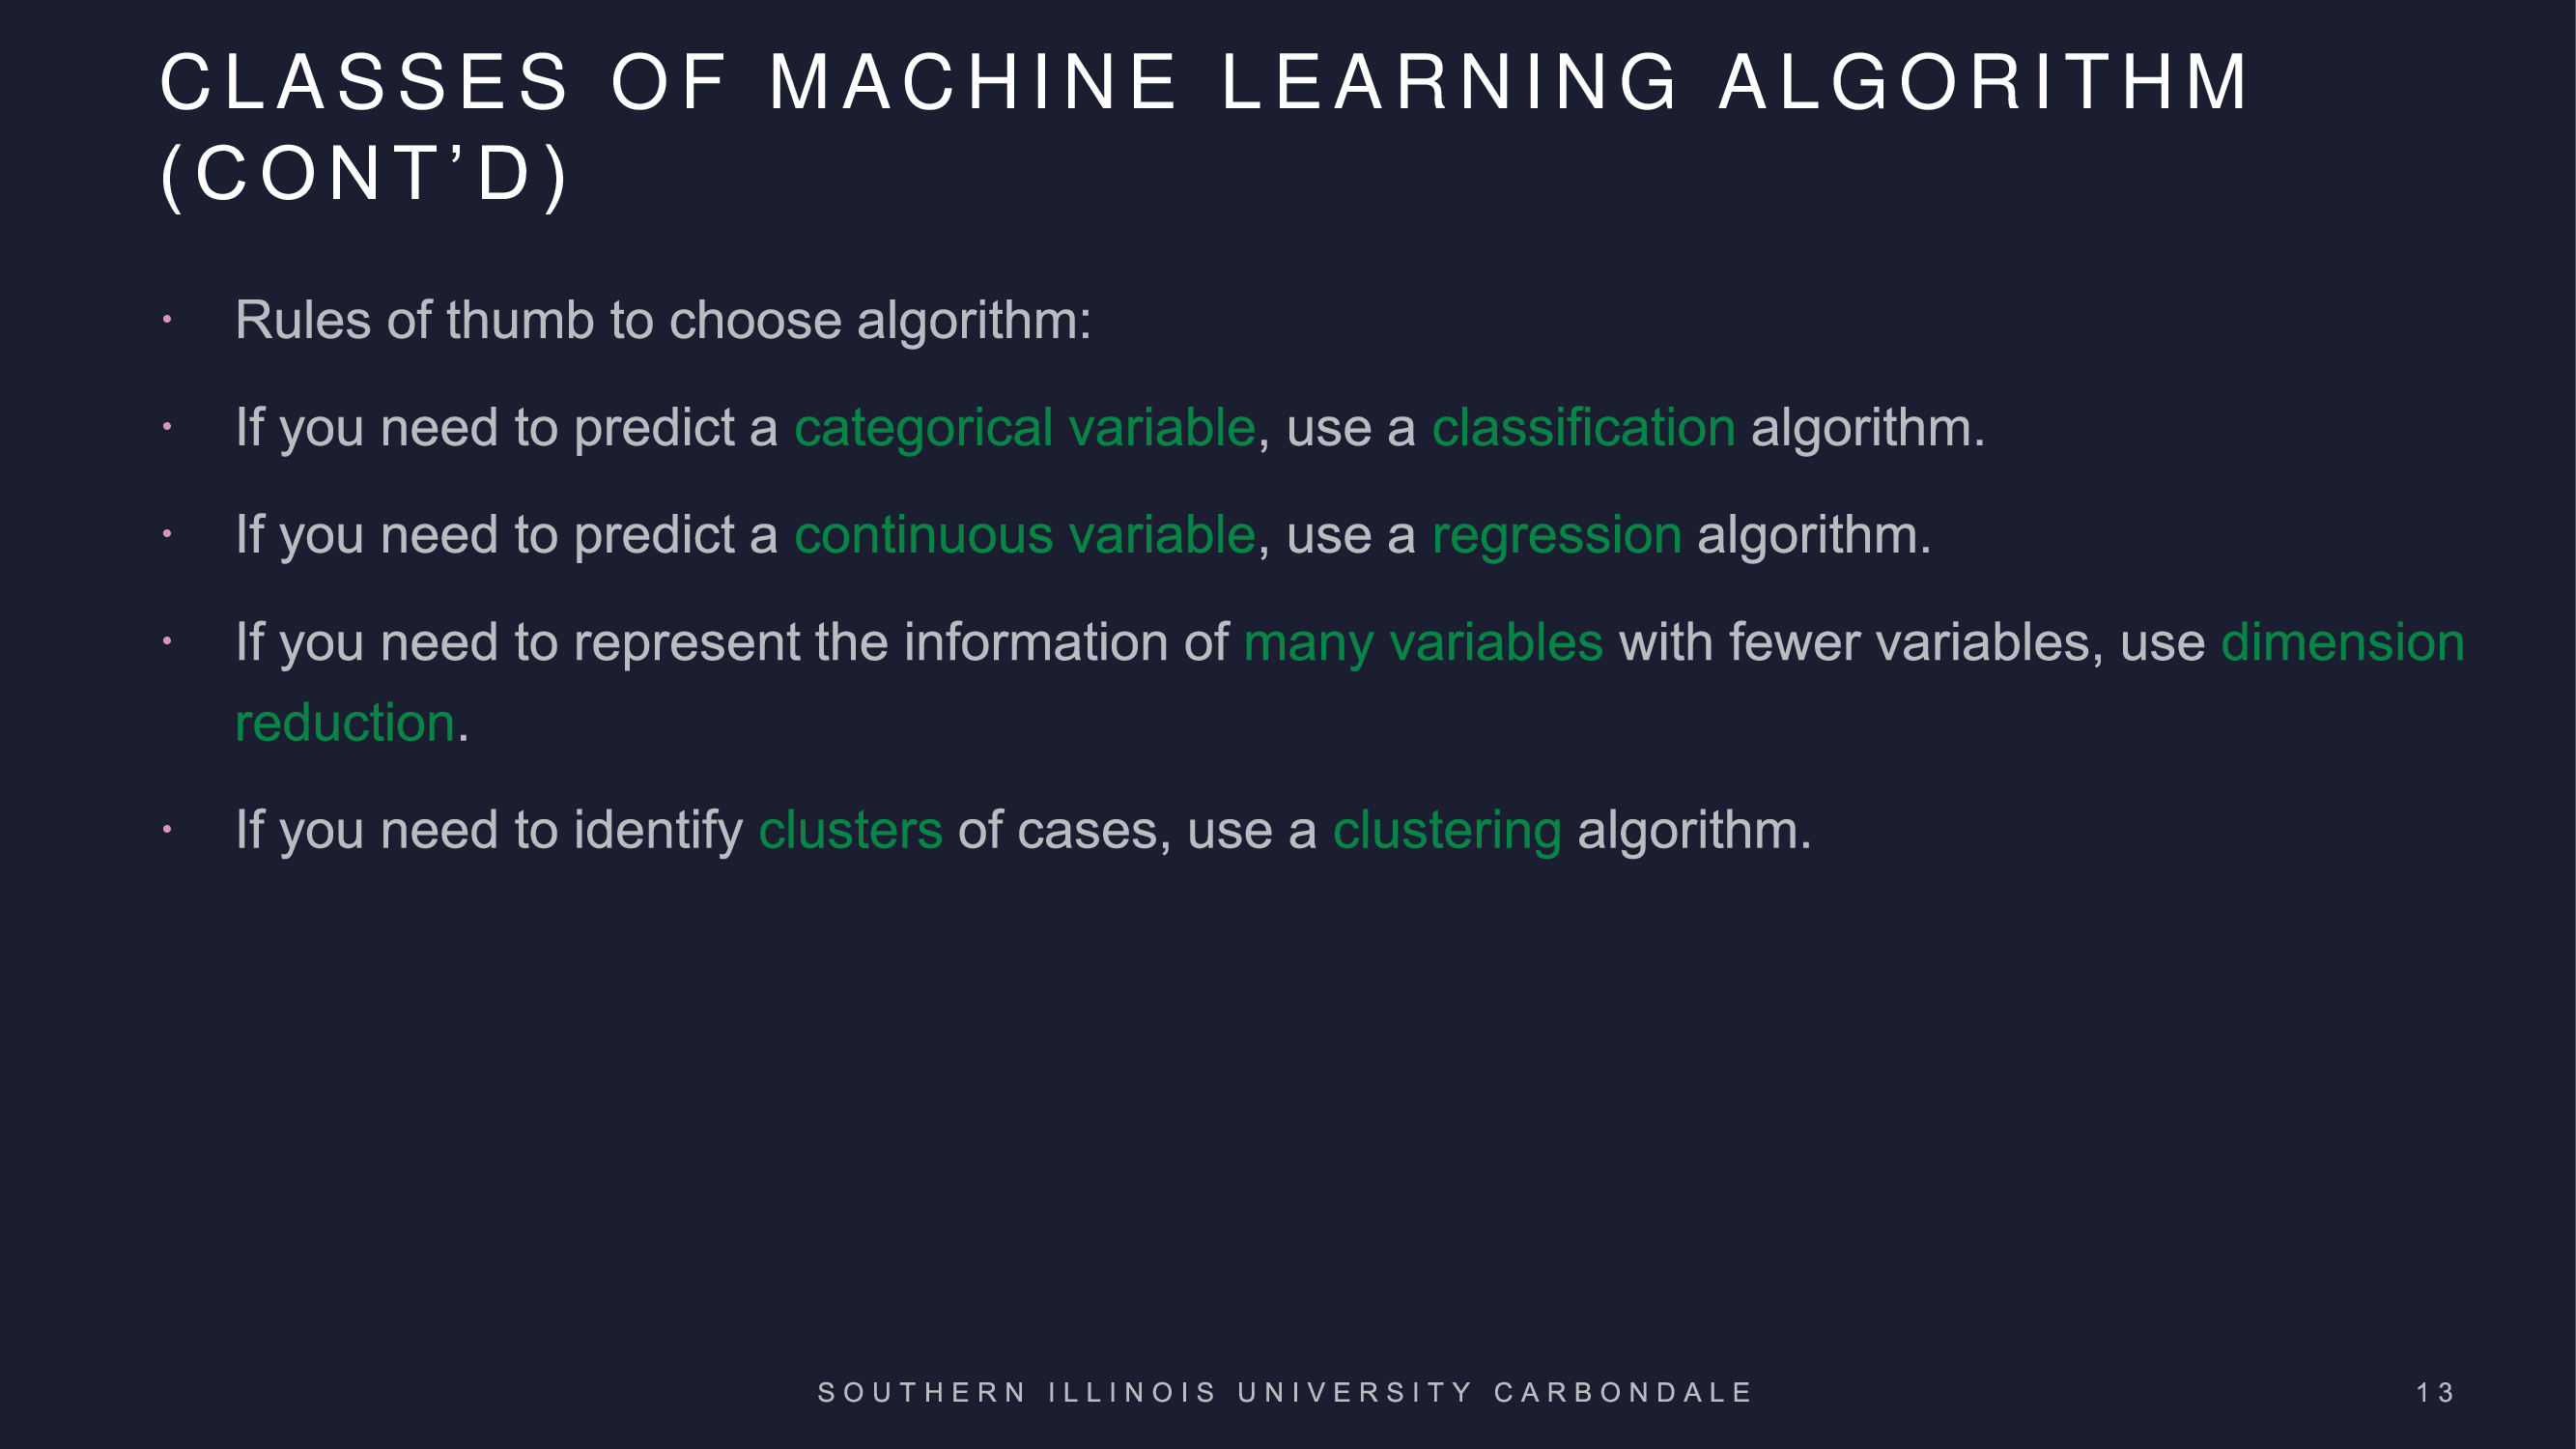 CLASSES OF MACHINE LEARNING ALGORITHM
(CONT’D)
• Rules of thumb to choose algorithm:
• If you need to predict a categorical variable, use a classification algorithm.
• If you need to predict a continuous variable, use a regression algorithm.
• If you need to represent the information of many variables with fewer variables, use dimension
reduction.
• If you need to identify clusters of cases, use a clustering algorithm.
SOUTHERN ILLINOIS UNIVERSITY CARBONDALE
13